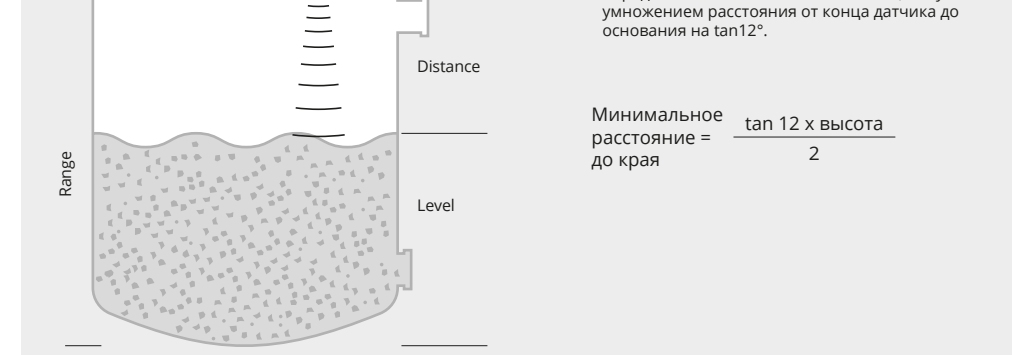 умножением расстояния от конца датчика до
основания на tan12°.
Distance
Минимальное
расстояние =
до края
tan 12 x высота
2
Range
Level